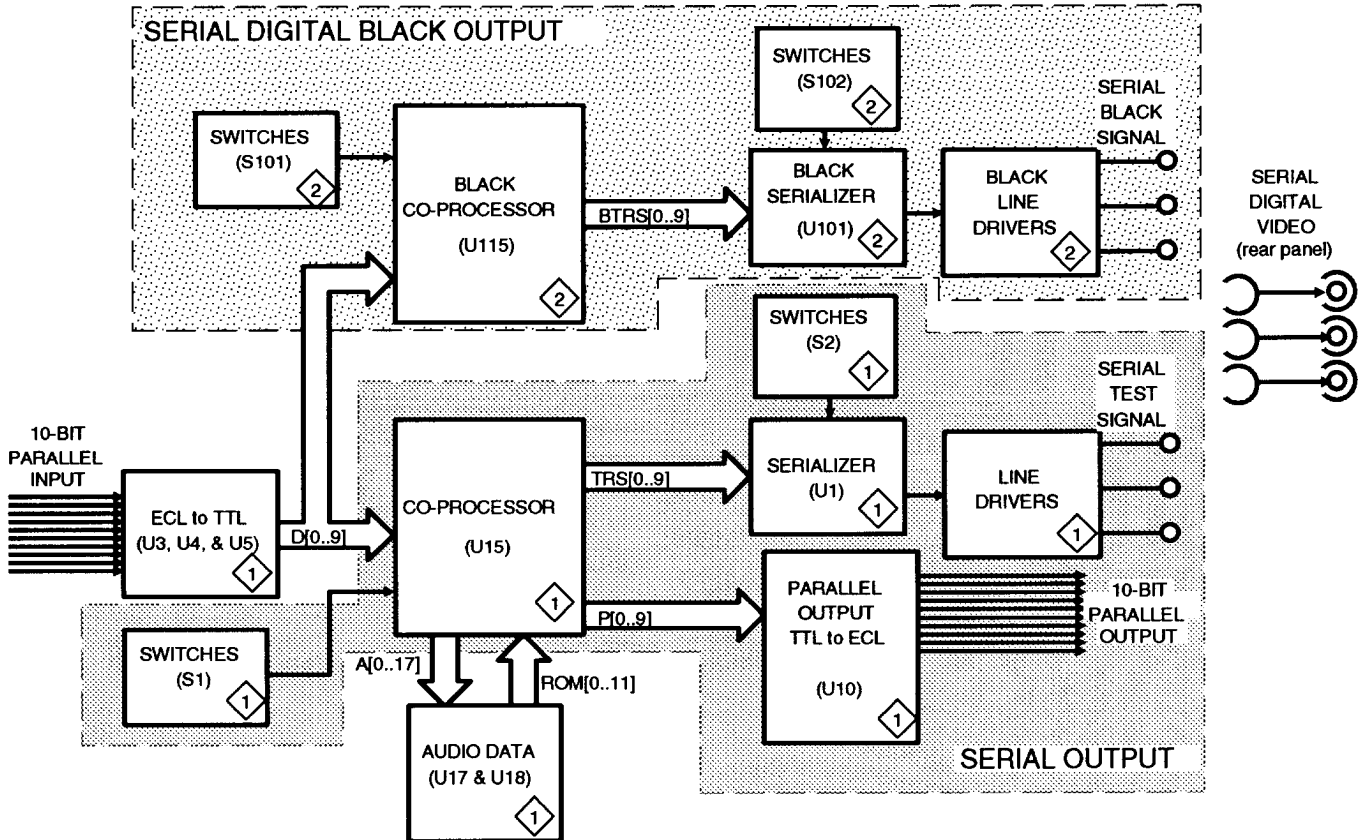 SERIAL DIGITAL BLACK OUTPUT
SWITCHES
(S101)
2
BLACK
CO-PROCESSOR
(U115)
2
BTRS[0..9]
SWITCHES
(S102)
2
BLACK
SERIALIZER
(U101)
2
BLACK
LINE
DRIVERS
2
SERIAL
BLACK
SIGNAL
SERIAL
DIGITAL
VIDEO
(rear panel)
10-BIT
PARALLEL
INPUT
ECL to TTL
(U3, U4, & U5)
1
D[0..9]
SWITCHES
(S1)
1
CO-PROCESSOR
(U15)
1
TRS[0..9]
P[0..9]
A[0..17]
ROM[0..11]
AUDIO DATA
(U17 & U18)
1
SWITCHES
(S2)
1
SERIALIZER
(U1)
1
LINE
DRIVERS
1
SERIAL
TEST
SIGNAL
PARALLEL
OUTPUT
TTL to ECL
(U10)
1
10-BIT
PARALLEL
OUTPUT
SERIAL OUTPUT